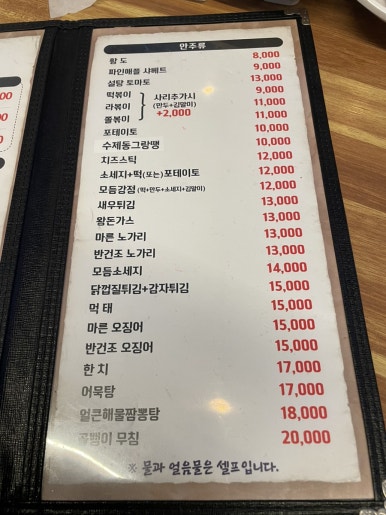 안주류
황 도 8,000
파인애플 샤베트 9,000
설탕 토마토 13,000
떡볶이 9,000
라볶이 11,000
쫄볶이 11,000
사리추가시
(만두+김말이)
+2,000
포테이토 10,000
수제동그랑땡 10,000
치즈스틱 12,000
소세지+떡(또는)포테이토 12,000
모듬감정(떡+만두+소세지+김말이) 12,000
새우튀김 13,000
왕돈가스 13,000
마른 노가리 13,000
반건조 노가리 13,000
모듬소세지 14,000
닭껍질튀김+감자튀김 15,000
먹 태 15,000
마른 오징어 15,000
반건조 오징어 15,000
한 치 17,000
어묵탕 17,000
얼큰해물짬뽕탕 18,000
골뱅이 무침 20,000
※ 물과 얼음물은 셀프입니다.